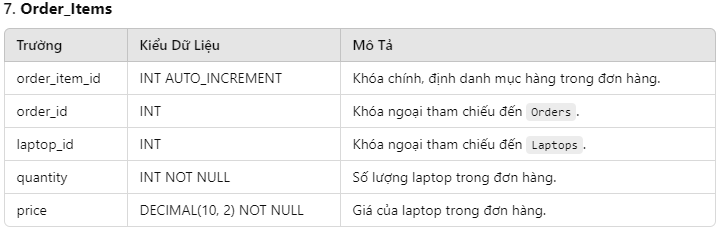 7. Order_Items
Trường Kiểu Dữ Liệu Mô Tả
order_item_id INT AUTO_INCREMENT Khóa chính, định danh mục hàng trong đơn hàng.
order_id INT Khóa ngoại tham chiếu đến Orders.
laptop_id INT Khóa ngoại tham chiếu đến Laptops.
quantity INT NOT NULL Số lượng laptop trong đơn hàng.
price DECIMAL(10, 2) NOT NULL Giá của laptop trong đơn hàng.